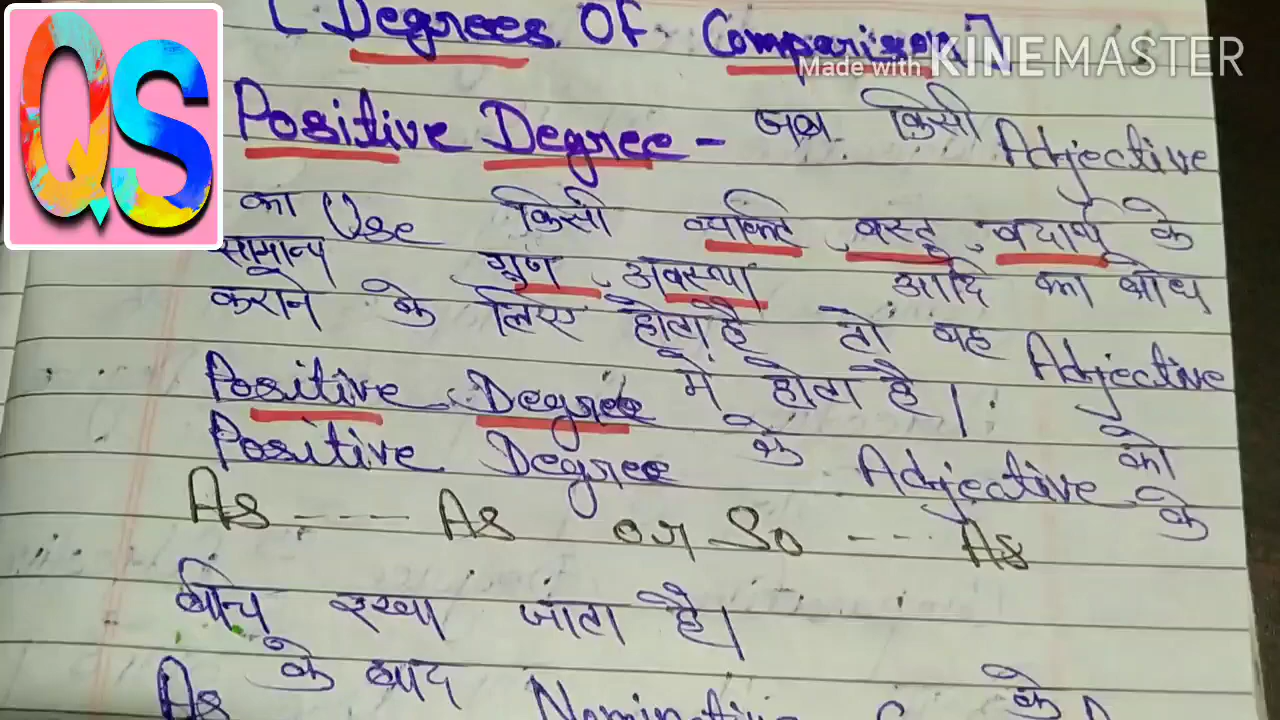 QS
[Degrees Of Comparison]
Made with KINEMASTER
Positive Degree - जब किसी Adjective
का Use किसी व्यक्ति, वस्तू, पदार्थ के
सामान्य गुण, अवस्था आदि का बोध
कराने के लिए होता है तो वह Adjective
Positive Degree में होता है।
Positive Degree के Adjective को
As ---- As or So --- As के
बीच रखा जाता है।
As के बाद Nominative के